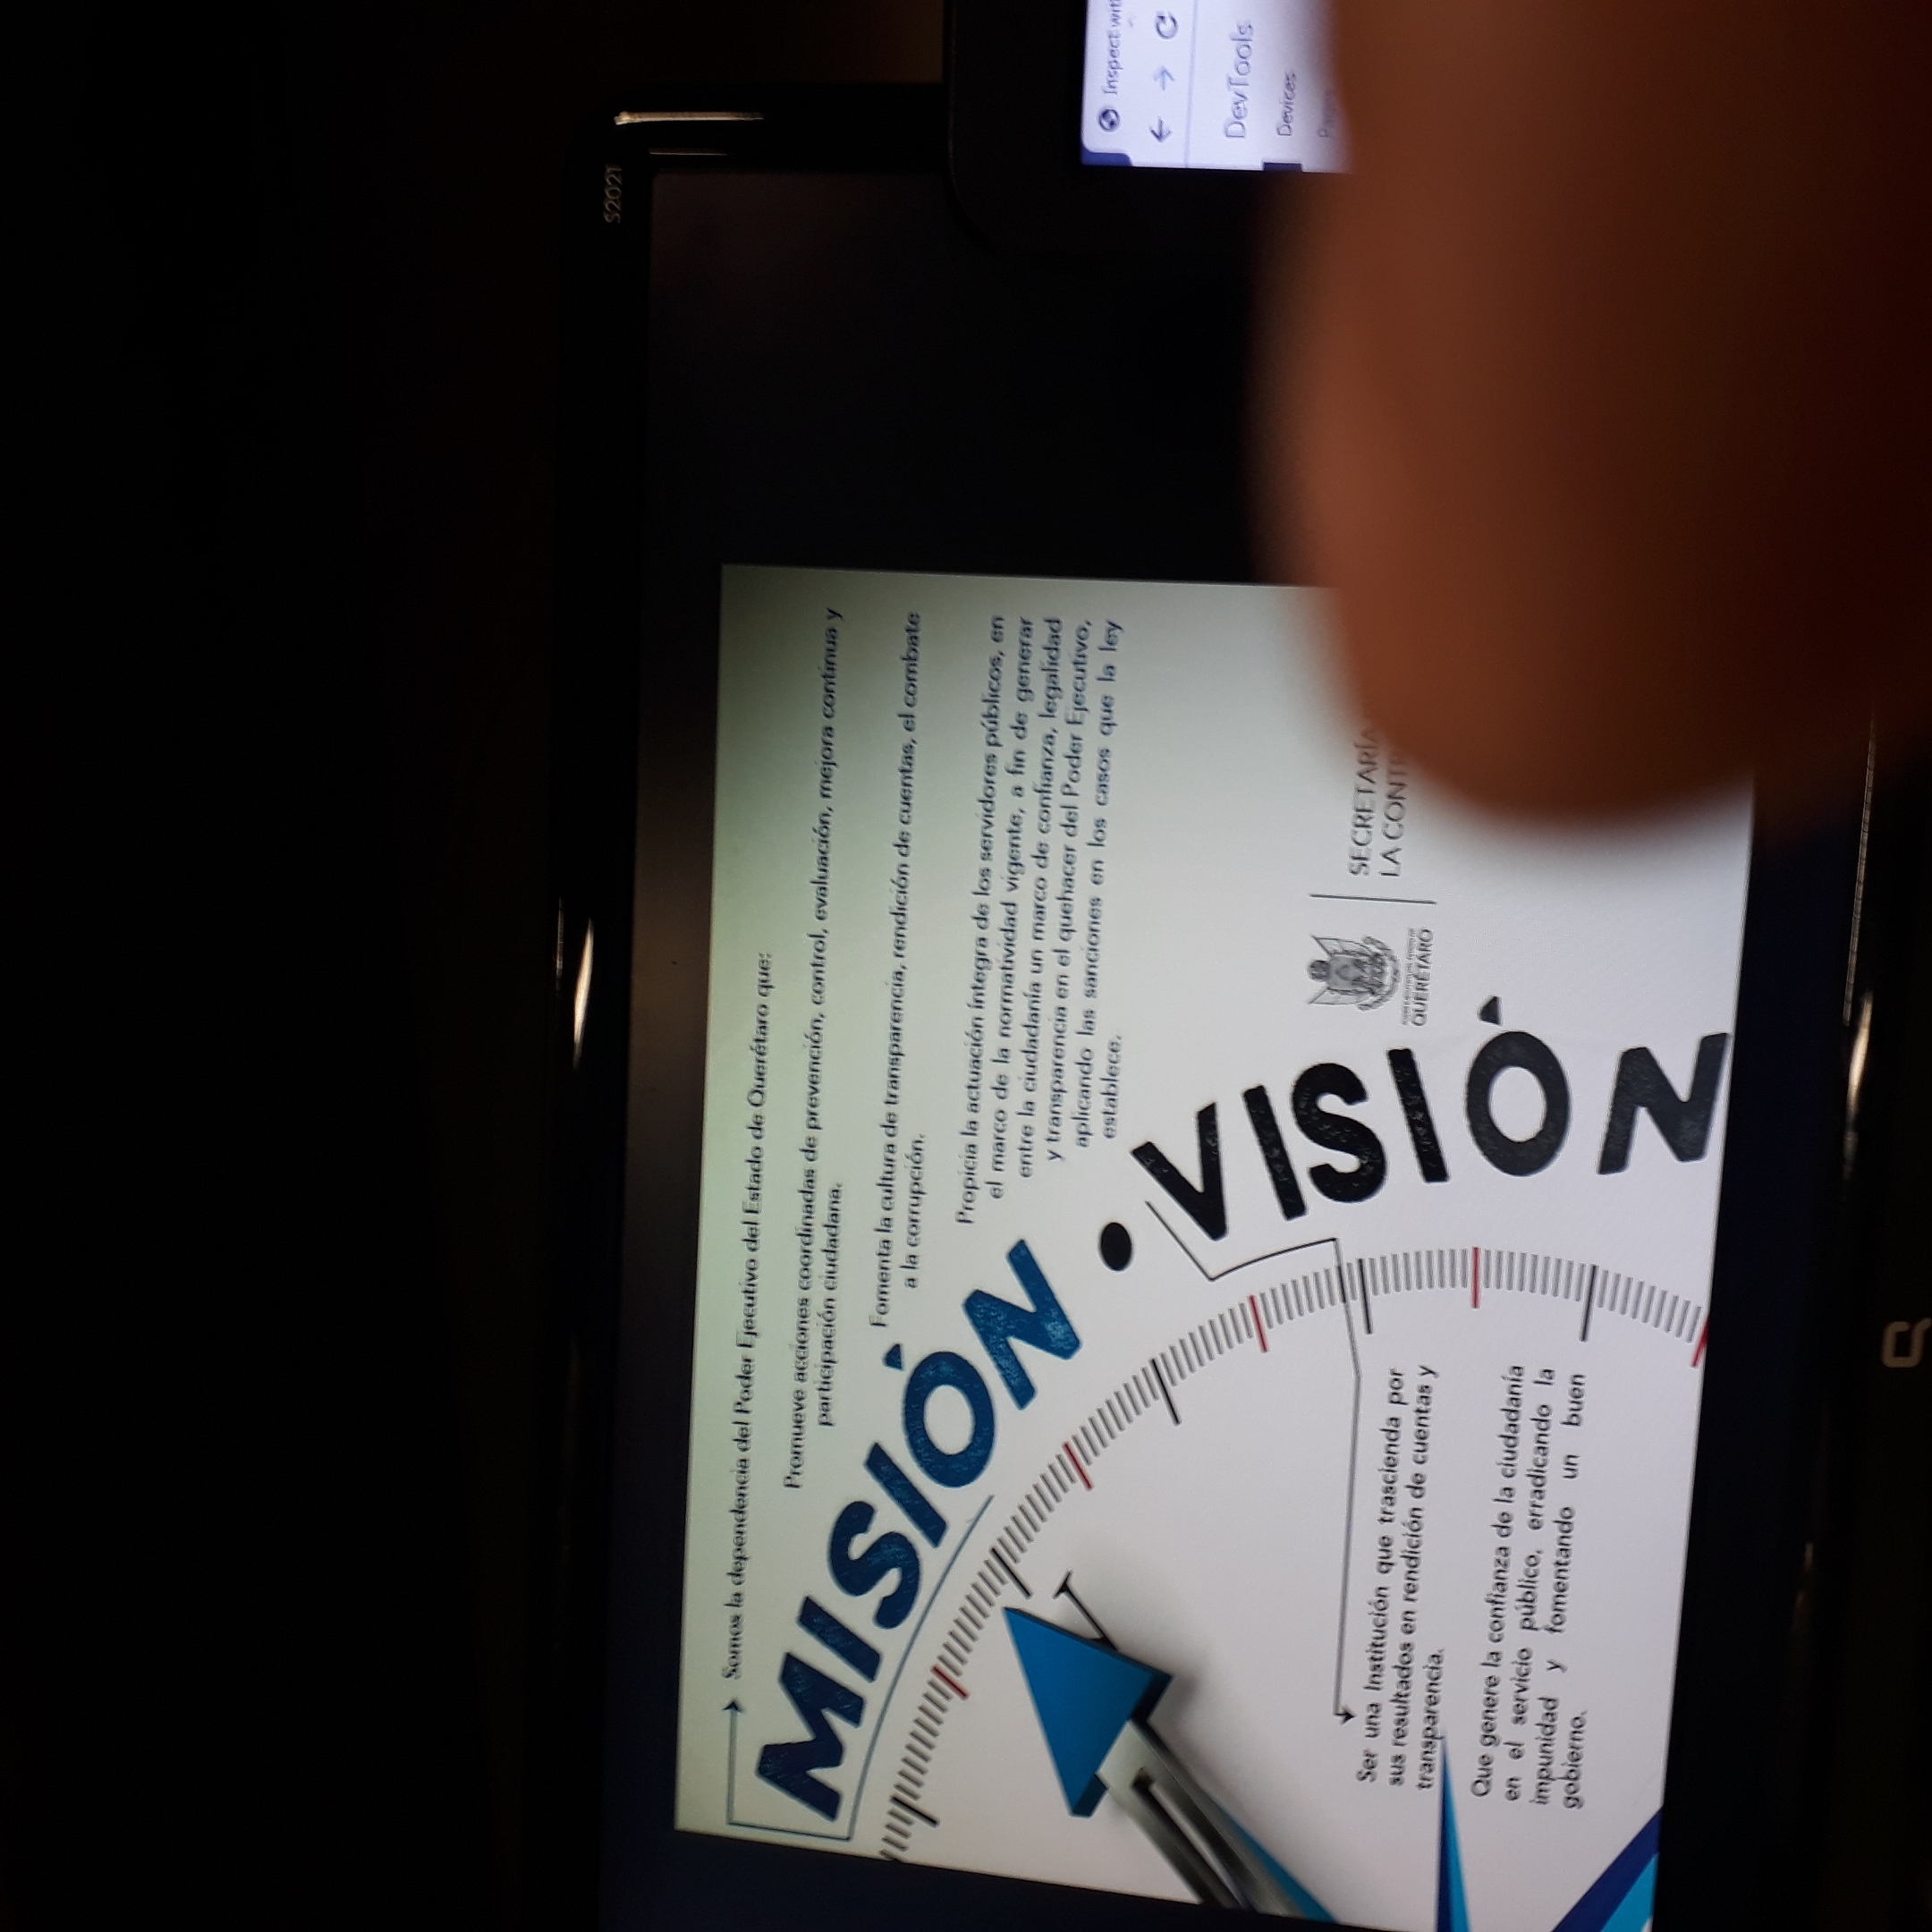 S2021
Inspect wit
DevTools
Devices
Somos la dependencia del Poder Ejecutivo del Estado de Querétaro que:
Promueve acciones coordinadas de prevención, control, evaluación, mejora continua y
participación ciudadana.
Fomenta la cultura de transparencia, rendición de cuentas, el combate
a la corrupción.
Propicia la actuación íntegra de los servidores públicos, en
el marco de la normatividad vigente, a fin de generar
entre la ciudadanía un marco de confianza, legalidad
y transparencia en el quehacer del Poder Ejecutivo,
aplicando las sanciones en los casos que la ley
establece.
MISIÓN • VISIÓN
N
SECRETARÍA
LA CONT
QUERÉTARO
Ser una Institución que trascienda por
sus resultados en rendición de cuentas y
transparencia.
Que genere la confianza de la ciudadanía
en el servicio público, erradicando la
impunidad y fomentando un buen
gobierno.